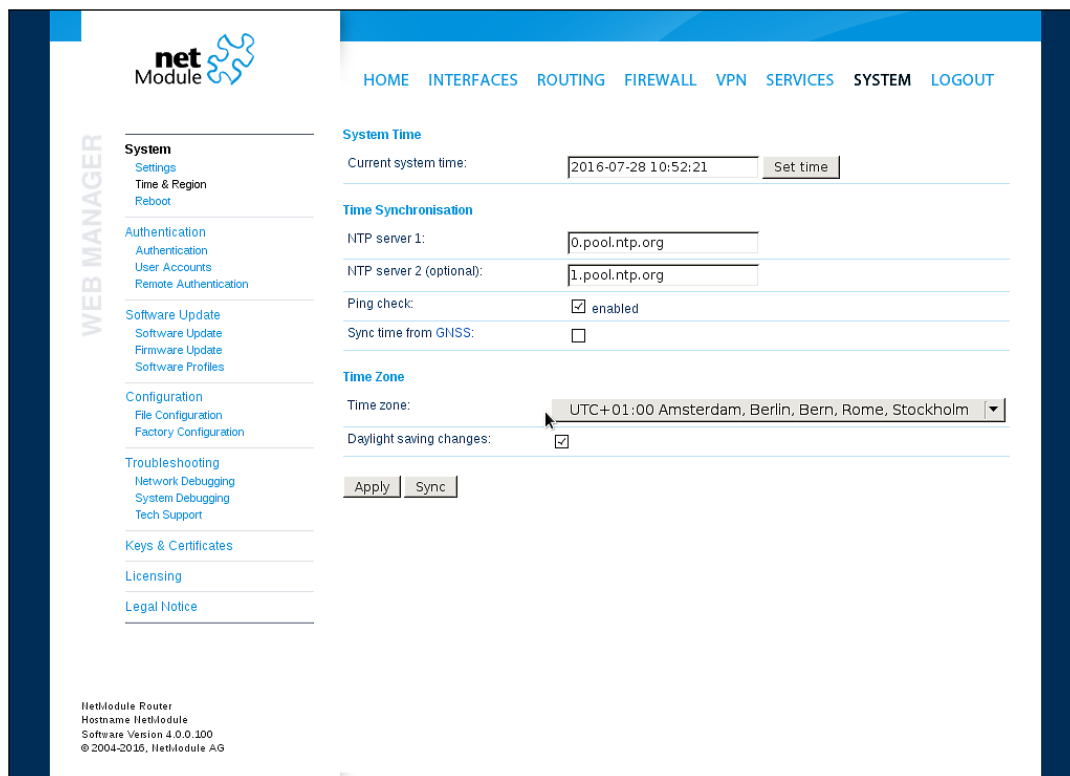 net
Module
HOME INTERFACES ROUTING FIREWALL VPN SERVICES SYSTEM LOGOUT
WEB MANAGER
System
Settings
Time & Region
Reboot
Authentication
Authentication
User Accounts
Remote Authentication
Software Update
Software Update
Firmware Update
Software Profiles
Configuration
File Configuration
Factory Configuration
Troubleshooting
Network Debugging
System Debugging
Tech Support
Keys & Certificates
Licensing
Legal Notice
System Time
Current system time: 2016-07-28 10:52:21 Set time
Time Synchronisation
NTP server 1: 0.pool.ntp.org
NTP server 2 (optional): 1.pool.ntp.org
Ping check: enabled
Sync time from GNSS:
Time Zone
Time zone: UTC+01:00 Amsterdam, Berlin, Bern, Rome, Stockholm
Daylight saving changes:
Apply Sync
NetModule Router
Hostname NetModule
Software Version 4.0.0.100
© 2004-2016, NetModule AG